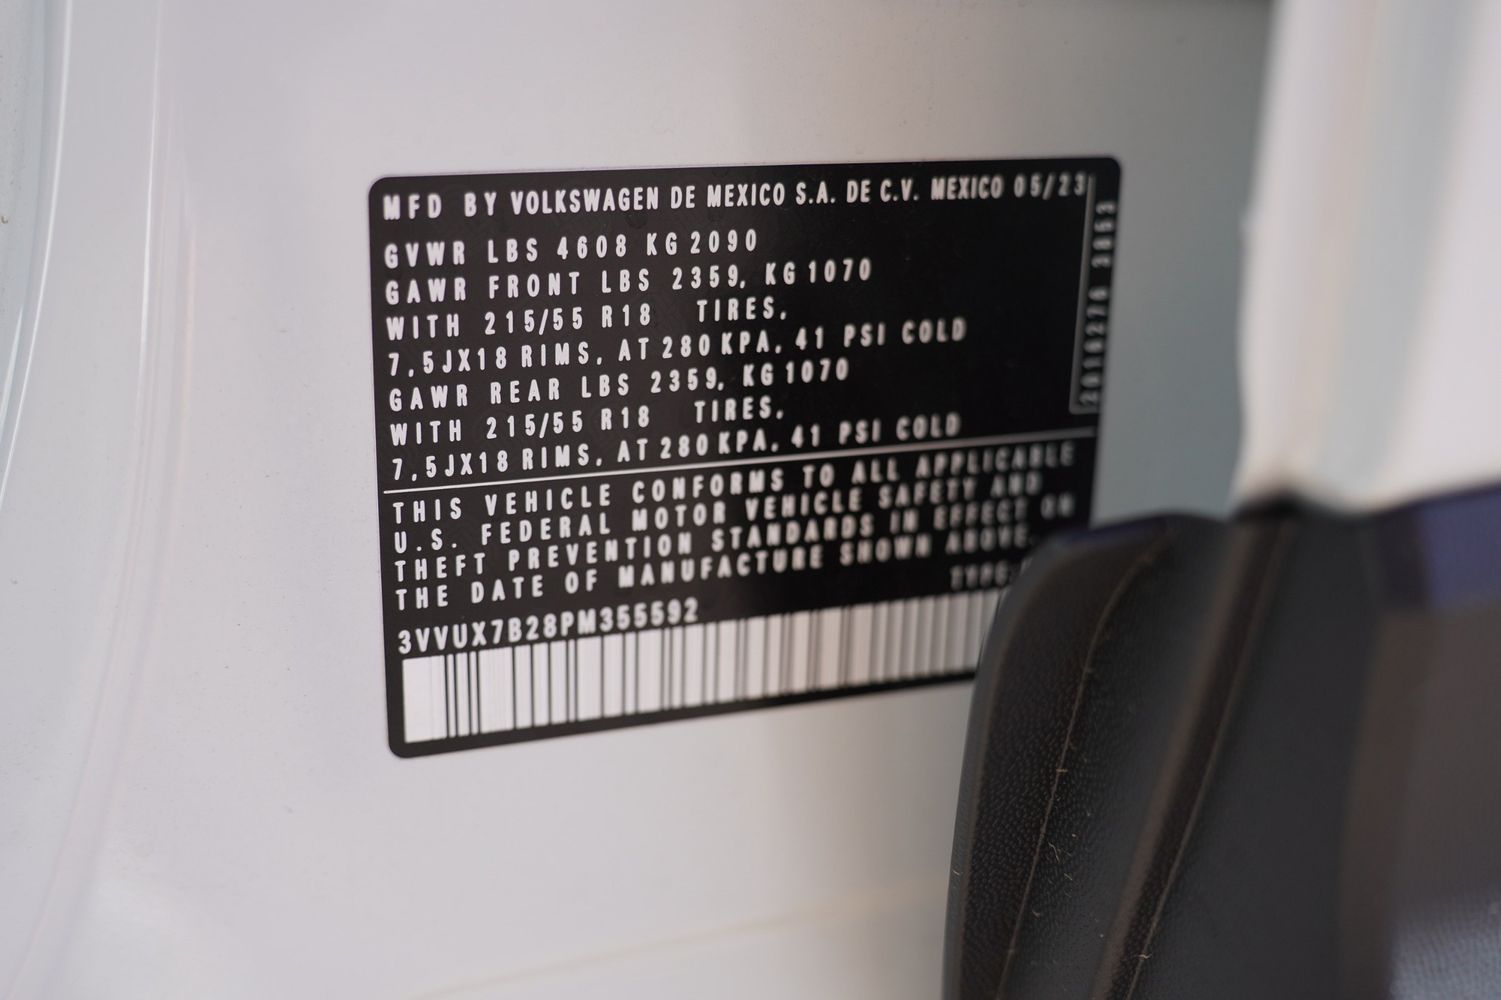 MFD BY VOLKSWAGEN DE MEXICO S.A. DE C.V. MEXICO 05/23
GVWR LBS 4608 KG 2090
GAWR FRONT LBS 2359, KG 1070
WITH 215/55 R18 TIRES,
7,5JX18 RIMS, AT 280 KPA, 41 PSI COLD
GAWR REAR LBS 2359, KG 1070
WITH 215/55 R18 TIRES,
7,5JX18 RIMS, AT 280 KPA, 41 PSI COLD
THIS VEHICLE CONFORMS TO ALL APPLICABLE
U.S. FEDERAL MOTOR VEHICLE SAFETY AND
THEFT PREVENTION STANDARDS IN EFFECT ON
THE DATE OF MANUFACTURE SHOWN ABOVE.
TYPE:
3VVUX7B28PM355592